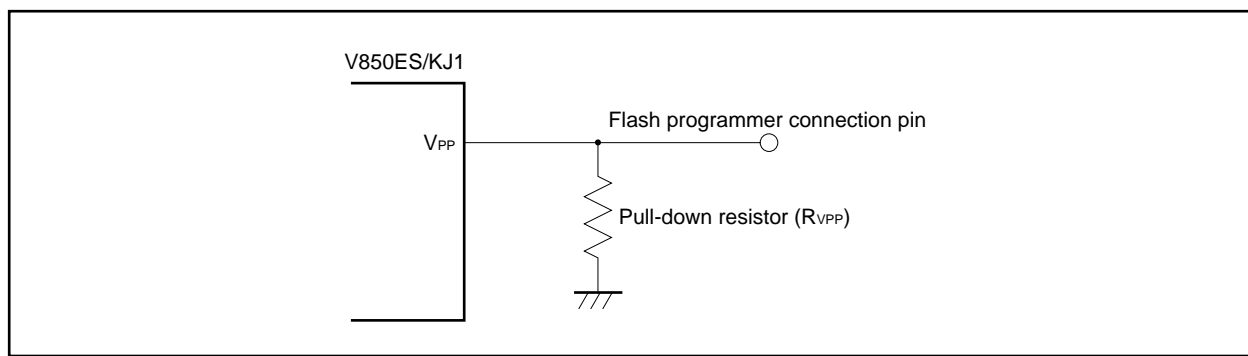 V850ES/KJ1
Flash programmer connection pin
VPP
Pull-down resistor (RVPP)